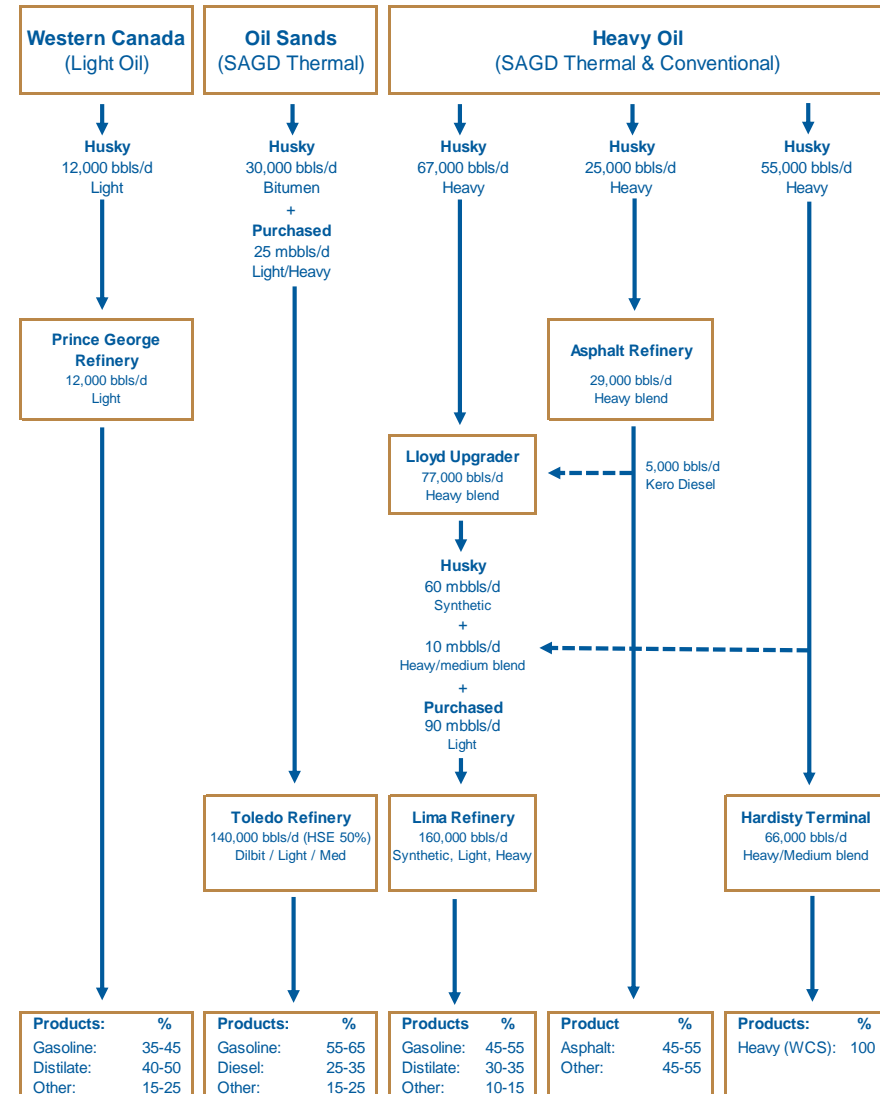 Western Canada
(Light Oil)
Oil Sands
(SAGD Thermal)
Heavy Oil
(SAGD Thermal & Conventional)
Husky
12,000 bbls/d
Light
Husky
30,000 bbls/d
Bitumen
+
Purchased
25 mbbls/d
Light/Heavy
Husky
67,000 bbls/d
Heavy
Husky
25,000 bbls/d
Heavy
Husky
55,000 bbls/d
Heavy
Prince George
Refinery
12,000 bbls/d
Light
Asphalt Refinery
29,000 bbls/d
Heavy blend
Lloyd Upgrader
77,000 bbls/d
Heavy blend
5,000 bbls/d
Kero Diesel
Husky
60 mbbls/d
Synthetic
+
10 mbbls/d
Heavy/medium blend
+
Purchased
90 mbbls/d
Light
Toledo Refinery
140,000 bbls/d (HSE 50%)
Dilbit / Light / Med
Lima Refinery
160,000 bbls/d
Synthetic, Light, Heavy
Hardisty Terminal
66,000 bbls/d
Heavy/Medium blend
Products: %
Gasoline: 35-45
Distilate: 40-50
Other: 15-25
Products: %
Gasoline: 55-65
Diesel: 25-35
Other: 15-25
Products %
Gasoline: 45-55
Distilate: 30-35
Other: 10-15
Product %
Asphalt: 45-55
Other: 45-55
Products: %
Heavy (WCS): 100